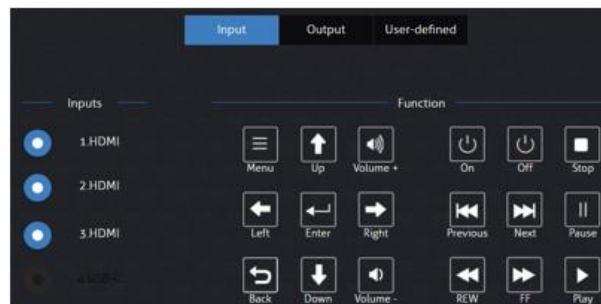 Input Output User-defined
Inputs Function
1.HDMI
2.HDMI
3.HDMI
Menu Up Volume + On Off Stop
Left Enter Right Previous Next Pause
Back Down Volume - REW FF Play